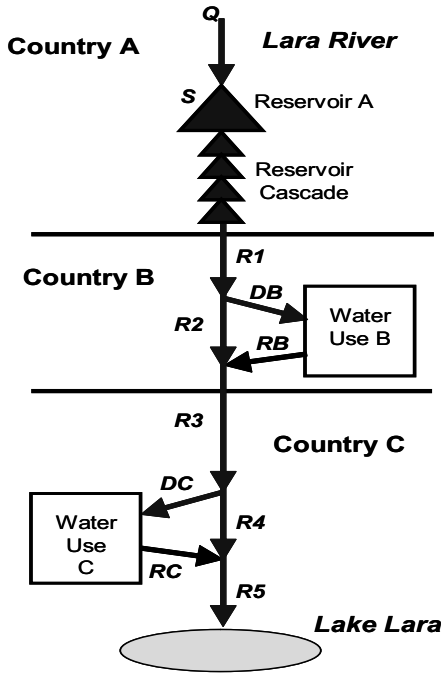 Q
Lara River
Country A
S
Reservoir A
Reservoir
Cascade
R1
Country B
DB
Water
Use B
R2
RB
R3
Country C
DC
Water
Use
C
R4
RC
R5
Lake Lara